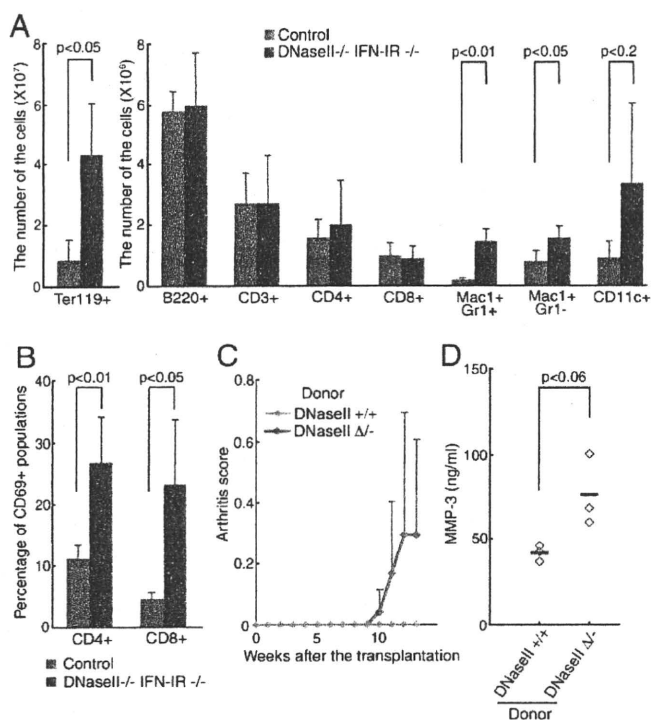 A
Control
DNaseII-/- IFN-IR -/-
p<0.05
p<0.01
p<0.05
p<0.2
The number of the cells (X10⁷)
8
6
4
2
0
Ter119+
The number of the cells (X10⁶)
8
6
4
2
0
B220+
CD3+
CD4+
CD8+
Mac1+
Gr1+
Mac1+
Gr1-
CD11c+
B
p<0.01
p<0.05
Percentage of CD69+ populations
40
30
20
10
0
CD4+
CD8+
Control
DNaseII-/- IFN-IR -/-
C
Donor
DNaseII +/+
DNaseII Δ/-
Arthritis score
0.8
0.6
0.4
0.2
0
0
5
10
Weeks after the transplantation
D
p<0.06
MMP-3 (ng/ml)
150
100
50
0
DNaseII +/+
DNaseII Δ/-
Donor